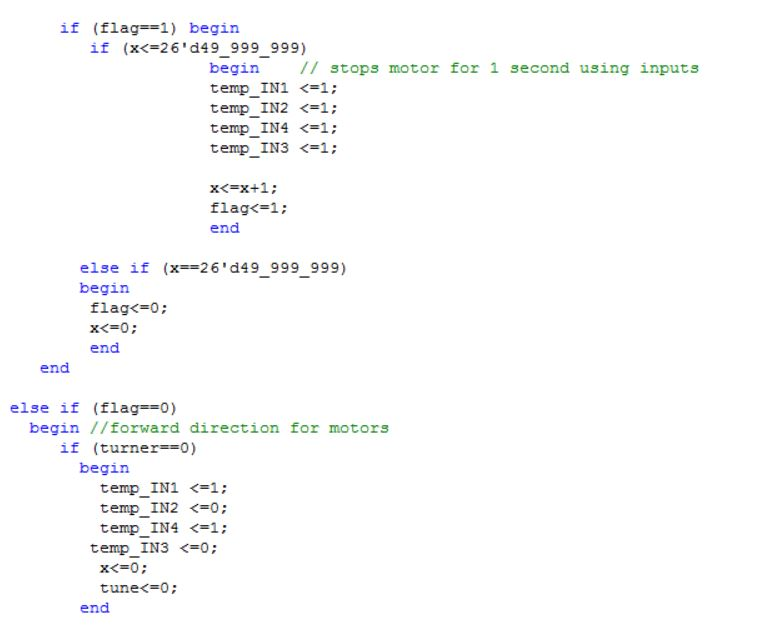 if (flag==1) begin
if (x<=26'd49_999_999)
begin // stops motor for 1 second using inputs
temp_IN1 <=1;
temp_IN2 <=1;
temp_IN4 <=1;
temp_IN3 <=1;
x<=x+1;
flag<=1;
end
else if (x==26'd49_999_999)
begin
flag<=0;
x<=0;
end
end
else if (flag==0)
begin //forward direction for motors
if (turner==0)
begin
temp_IN1 <=1;
temp_IN2 <=0;
temp_IN4 <=1;
temp_IN3 <=0;
x<=0;
tune<=0;
end